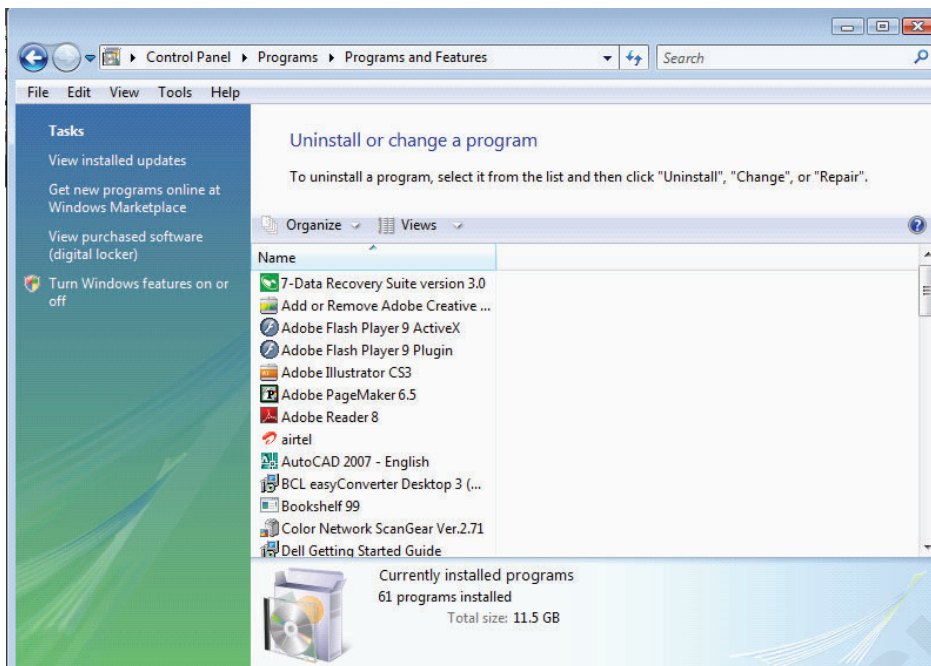 Control Panel Programs Programs and Features Search
File Edit View Tools Help
Tasks
View installed updates
Get new programs online at
Windows Marketplace
View purchased software
(digital locker)
Turn Windows features on or
off
Uninstall or change a program
To uninstall a program, select it from the list and then click "Uninstall", "Change", or "Repair".
Organize Views
Name
7-Data Recovery Suite version 3.0
Add or Remove Adobe Creative ...
Adobe Flash Player 9 ActiveX
Adobe Flash Player 9 Plugin
Adobe Illustrator CS3
Adobe PageMaker 6.5
Adobe Reader 8
airtel
AutoCAD 2007 - English
BCL easyConverter Desktop 3 (...
Bookshelf 99
Color Network ScanGear Ver.2.71
Dell Getting Started Guide
Currently installed programs
61 programs installed
Total size: 11.5 GB